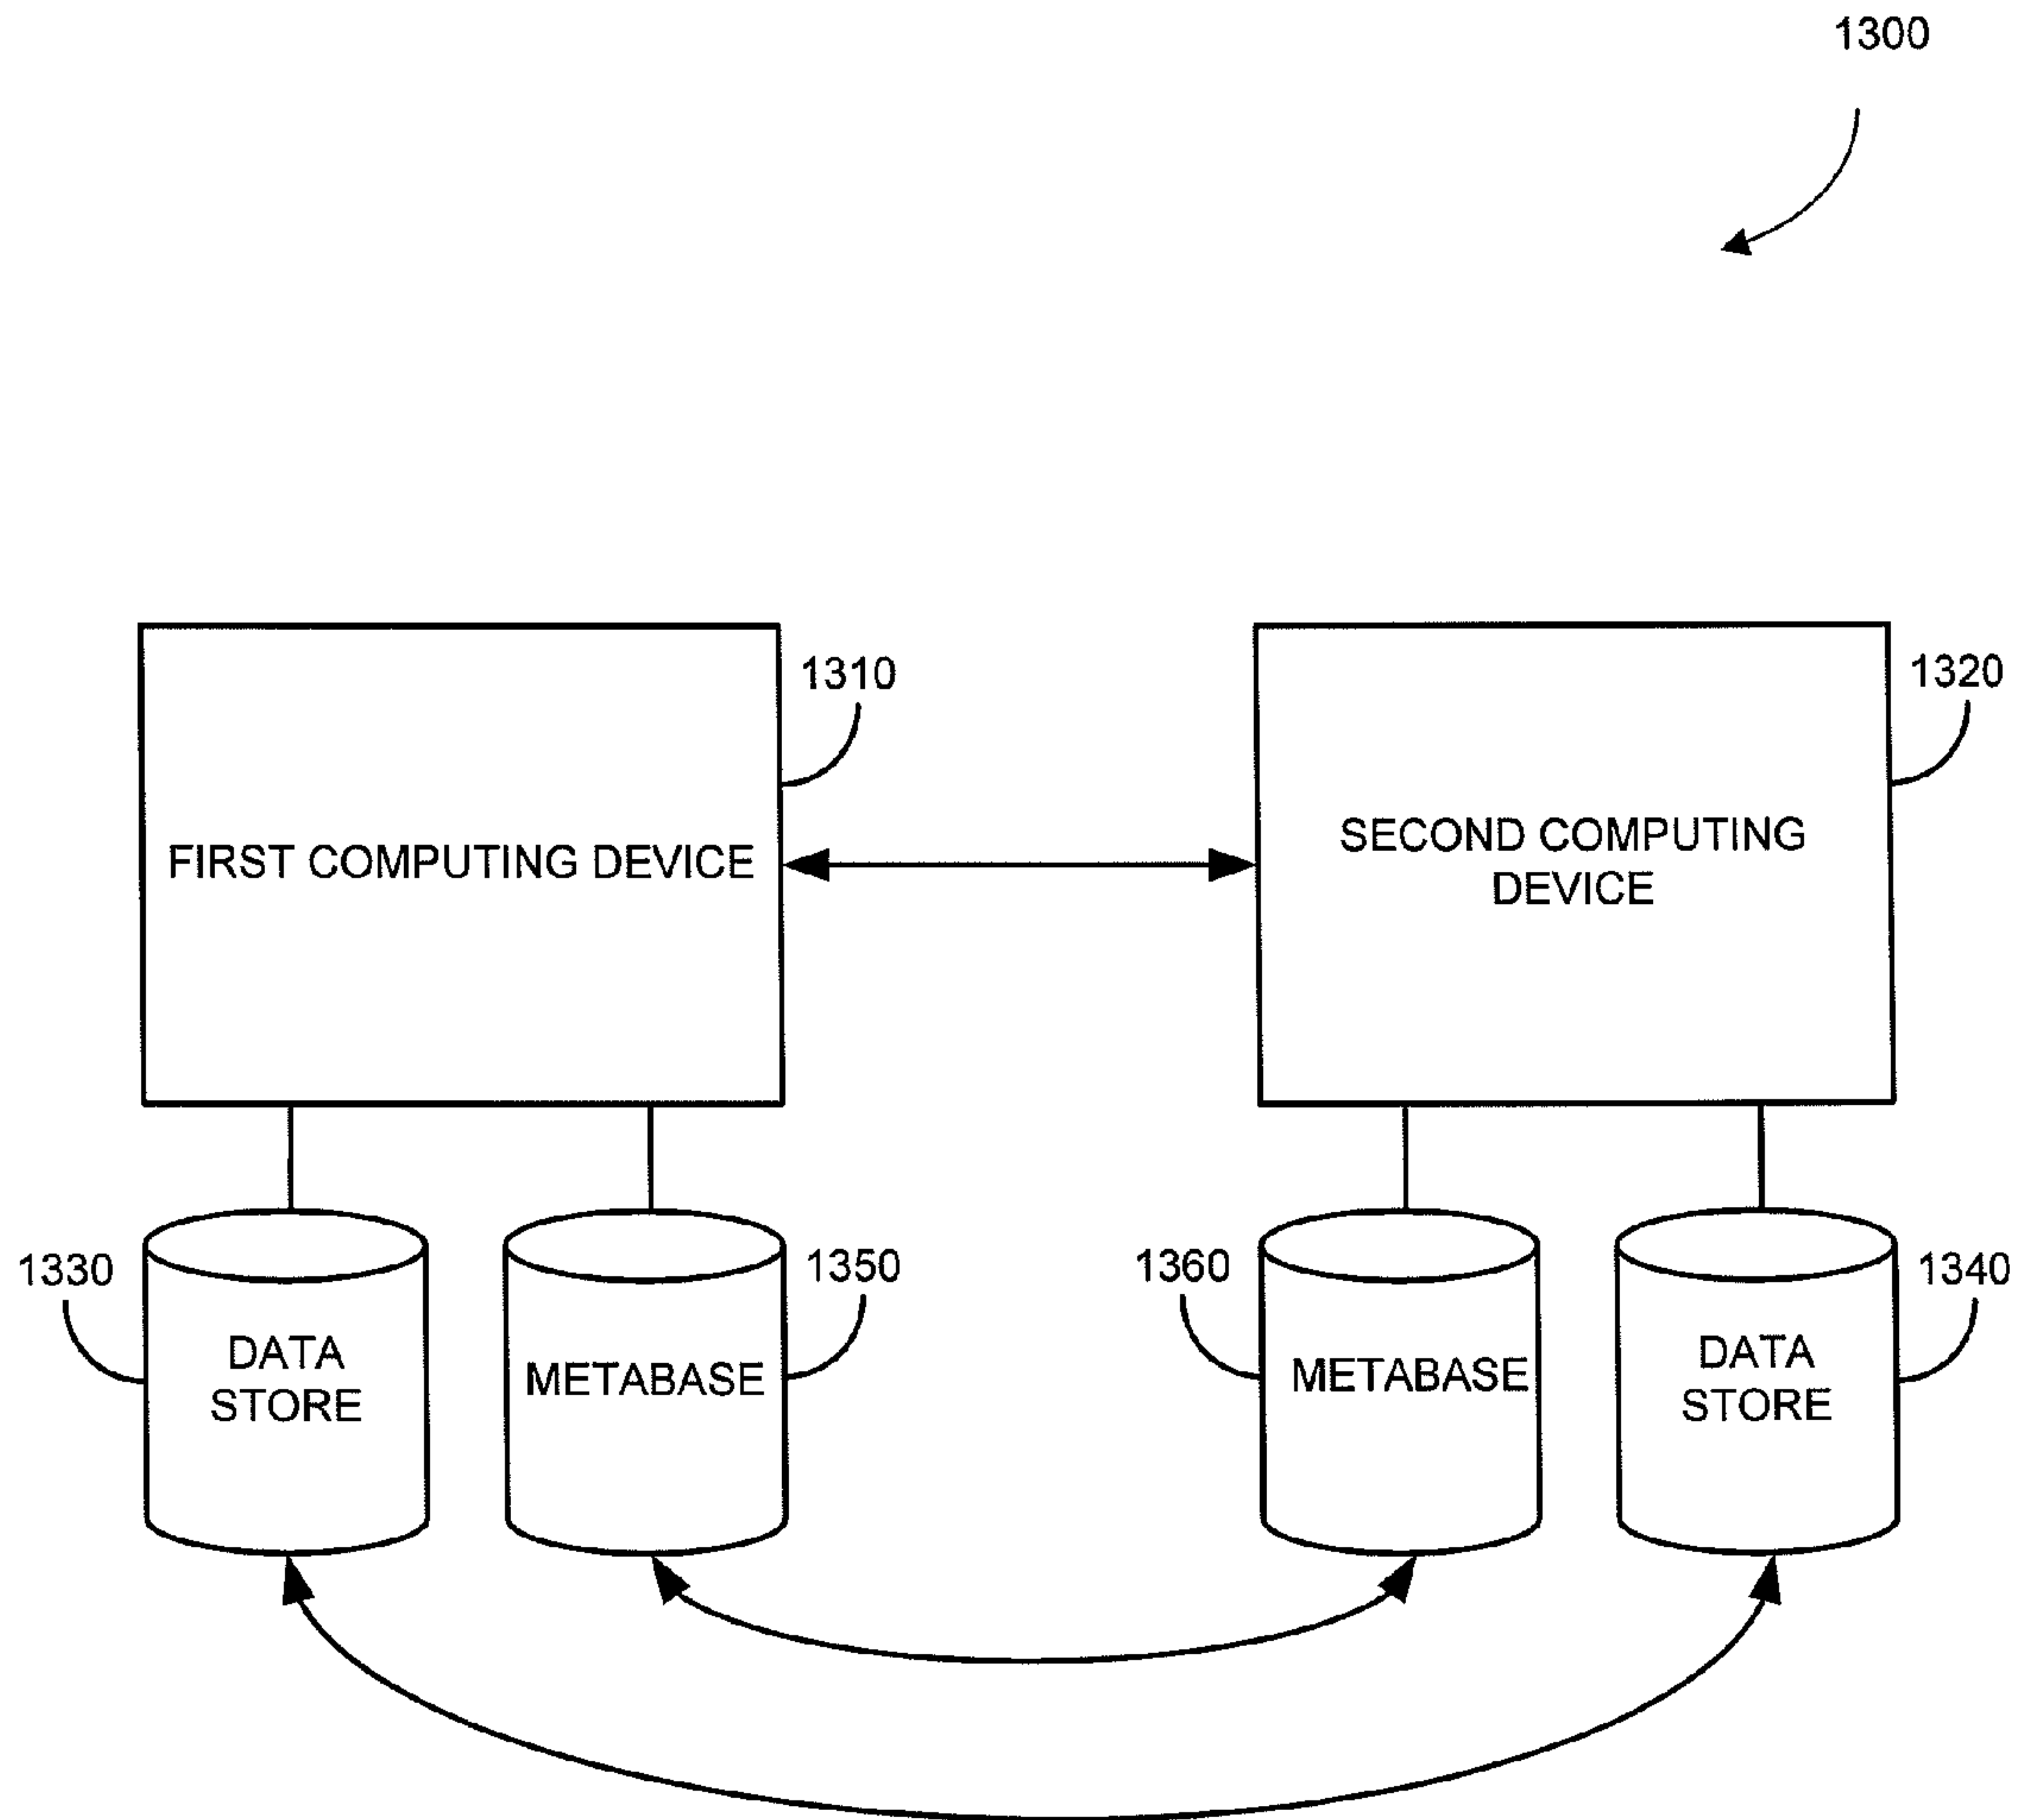 1300
1310
1320
FIRST COMPUTING DEVICE
SECOND COMPUTING
DEVICE
1330
1350
1360
1340
DATA
STORE
METABASE
METABASE
DATA
STORE